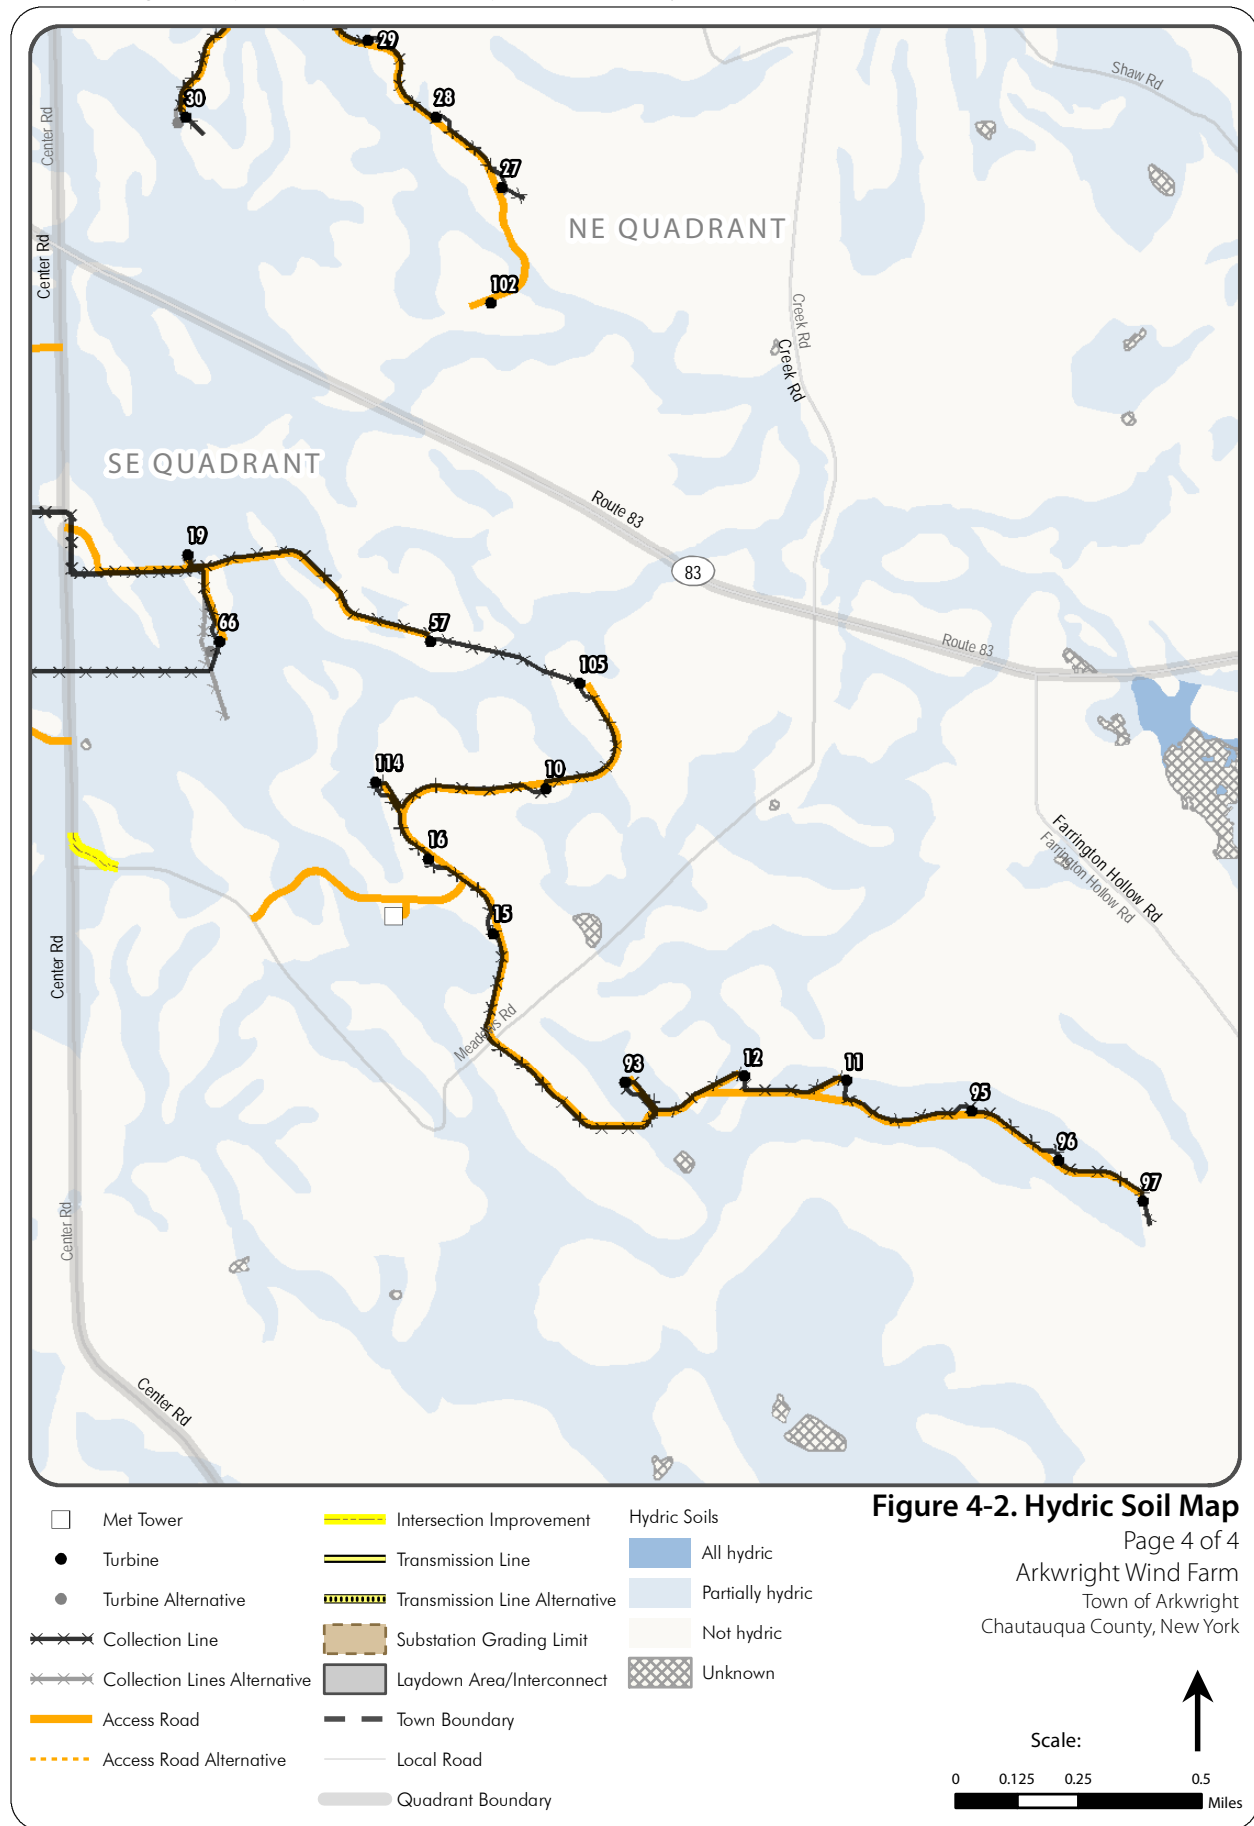 29
30
28
Shaw Rd
Center Rd
27
NE QUADRANT
Center Rd
102
Creek Rd
Creek Rd
SE QUADRANT
Route 83
19
83
66
57
Route 83
105
114
10
16
Farrington Hollow Rd
Farrington Hollow Rd
15
Center Rd
Meadows Rd
93
12
11
95
96
97
Center Rd
Center Rd
Figure 4-2. Hydric Soil Map
Page 4 of 4
Arkwright Wind Farm
Town of Arkwright
Chautauqua County, New York
Met Tower
Turbine
Turbine Alternative
Collection Line
Collection Lines Alternative
Access Road
Access Road Alternative
Intersection Improvement
Transmission Line
Transmission Line Alternative
Substation Grading Limit
Laydown Area/Interconnect
Town Boundary
Local Road
Quadrant Boundary
Hydric Soils
All hydric
Partially hydric
Not hydric
Unknown
Scale:
0 0.125 0.25 0.5
Miles